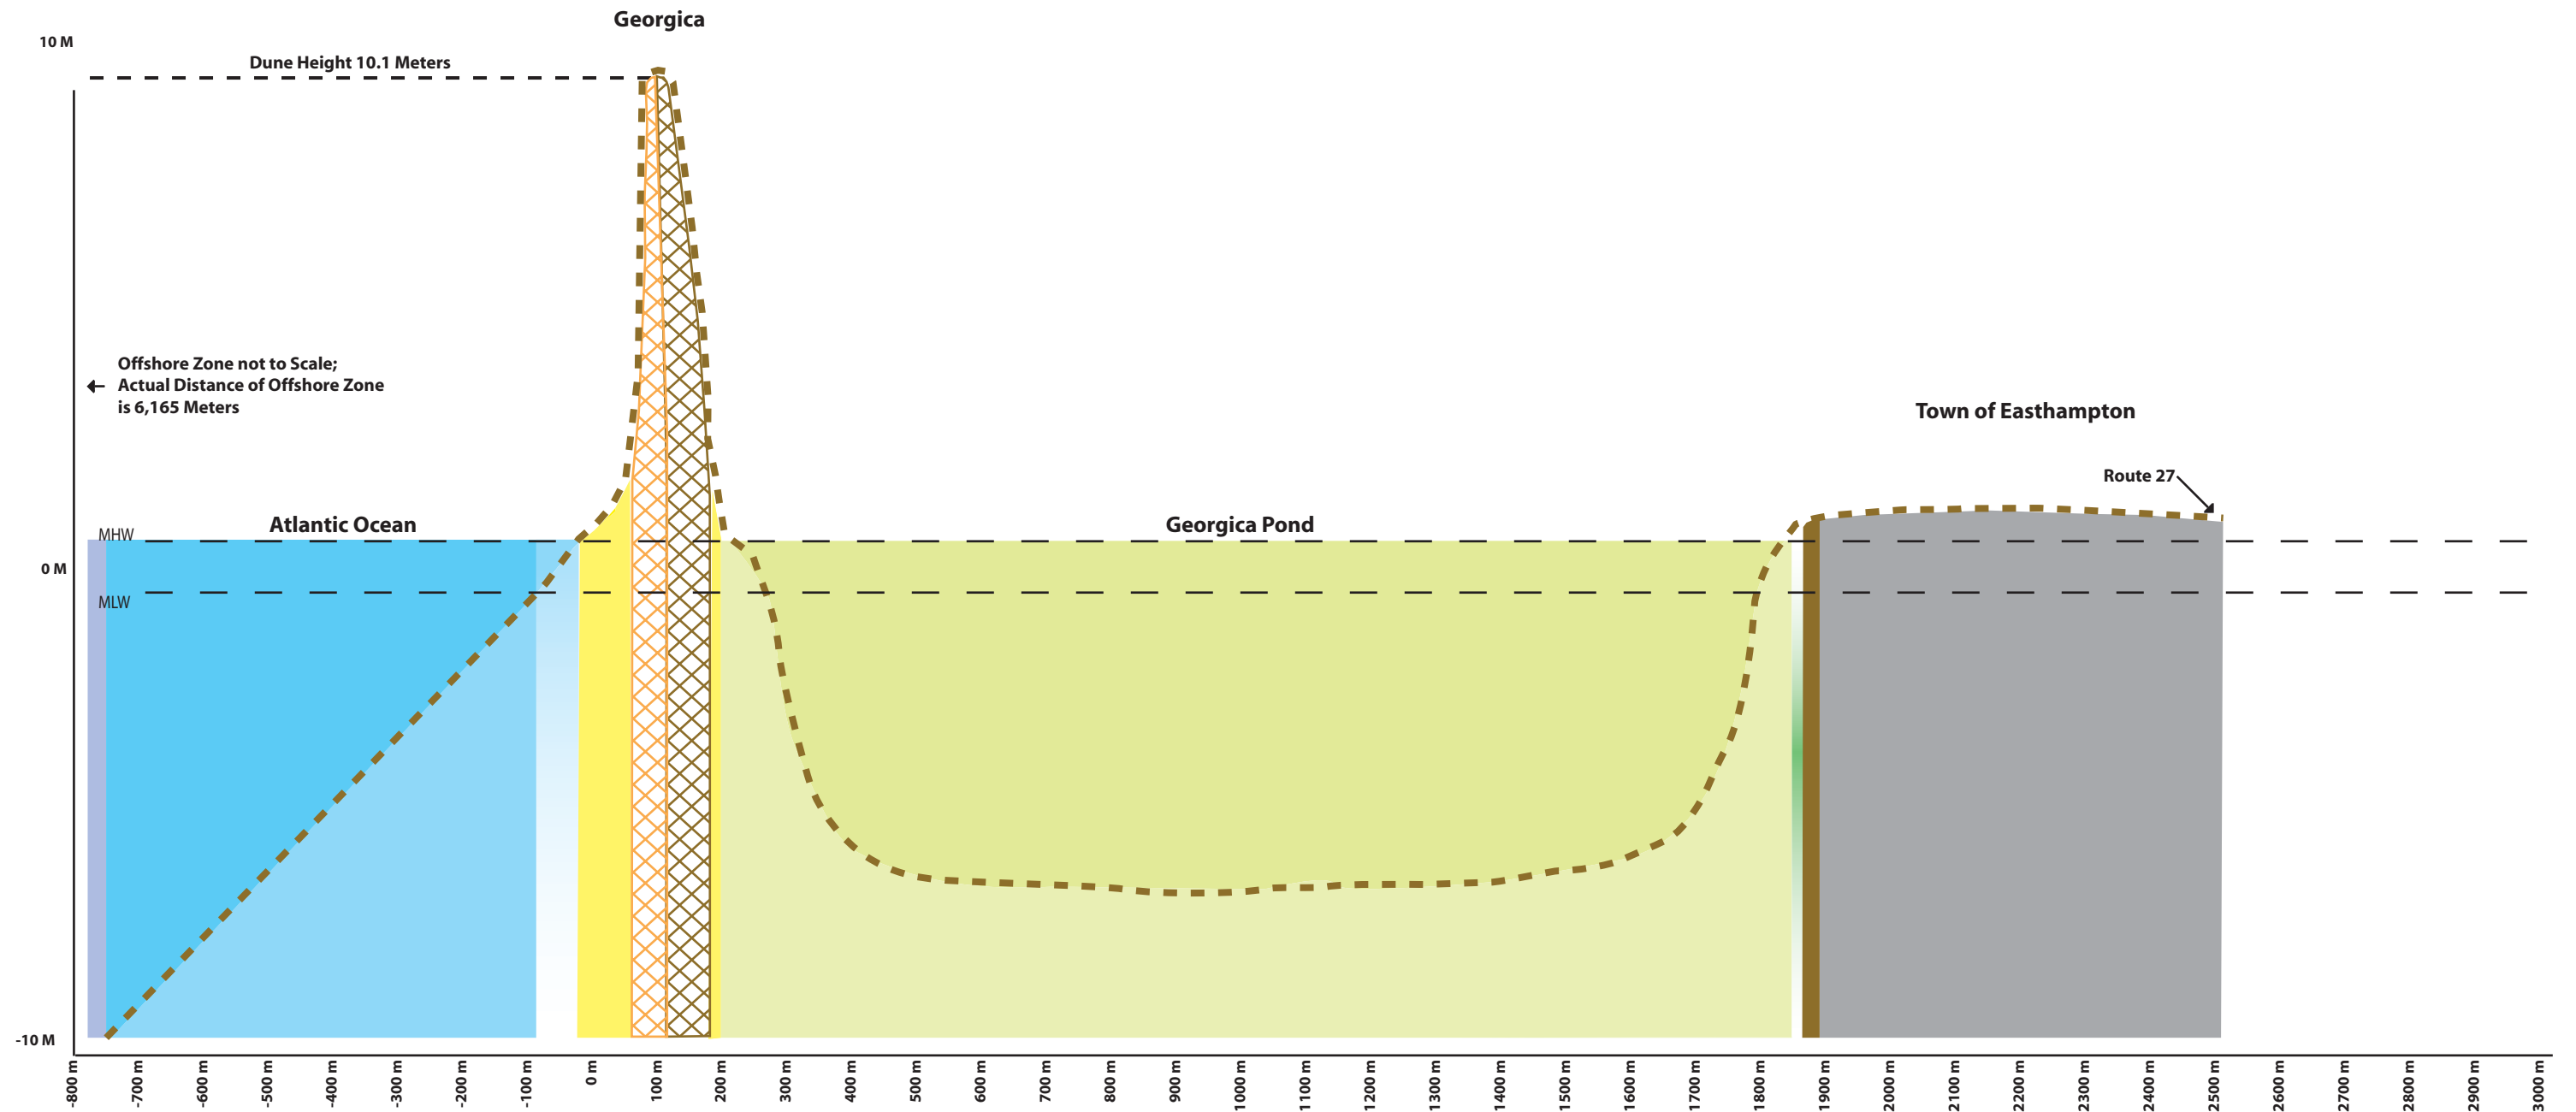 Georgica
10 M
Dune Height 10.1 Meters
Offshore Zone not to Scale;
Actual Distance of Offshore Zone
is 6,165 Meters
Town of Easthampton
Route 27
Atlantic Ocean
Georgica Pond
MHW
0 M
MLW
-10 M
-800 m
-700 m
-600 m
-500 m
-400 m
-300 m
-200 m
-100 m
0 m
100 m
200 m
300 m
400 m
500 m
600 m
700 m
800 m
900 m
1000 m
1100 m
1200 m
1300 m
1400 m
1500 m
1600 m
1700 m
1800 m
1900 m
2000 m
2100 m
2200 m
2300 m
2400 m
2500 m
2600 m
2700 m
2800 m
2900 m
3000 m